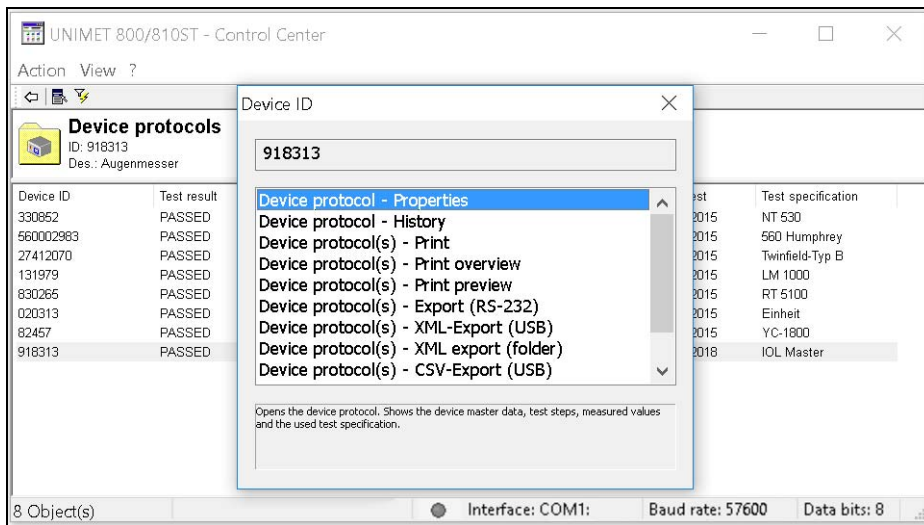 UNIMET 800/810ST - Control Center
Action View ?
Device protocols
ID: 918313
Des.: Augenmesser
Device ID Test result est Test specification
330852 PASSED 2015 NT 530
560002983 PASSED 2015 560 Humphrey
27412070 PASSED 2015 Twinfield-Typ B
131979 PASSED 2015 LM 1000
830265 PASSED 2015 RT 5100
020313 PASSED 2015 Einheit
82457 PASSED 2015 YC-1800
918313 PASSED 2018 IOL Master
Device ID
918313
Device protocol - Properties
Device protocol - History
Device protocol(s) - Print
Device protocol(s) - Print overview
Device protocol(s) - Print preview
Device protocol(s) - Export (RS-232)
Device protocol(s) - XML-Export (USB)
Device protocol(s) - XML export (folder)
Device protocol(s) - CSV-Export (USB)
Opens the device protocol. Shows the device master data, test steps, measured values
and the used test specification.
8 Object(s) Interface: COM1: Baud rate: 57600 Data bits: 8